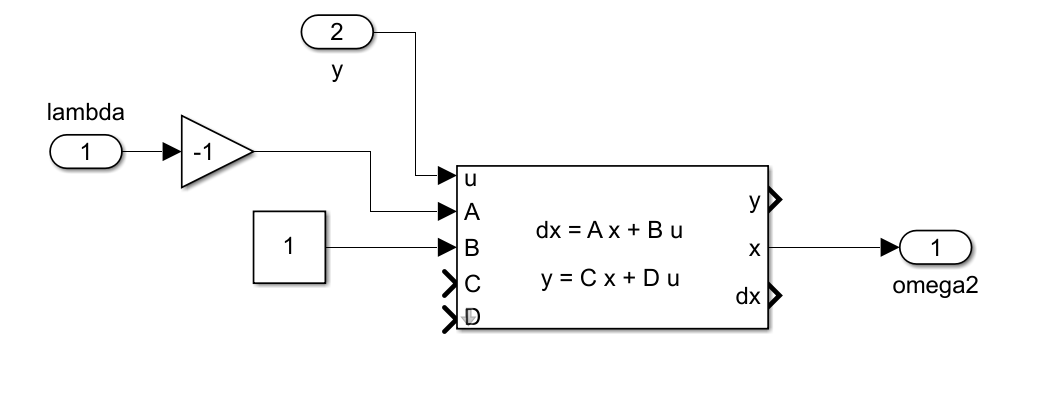 2
y
lambda
1
-1
1
u
A
B
C
D
dx = A x + B u
y = C x + D u
y
x
dx
1
omega2